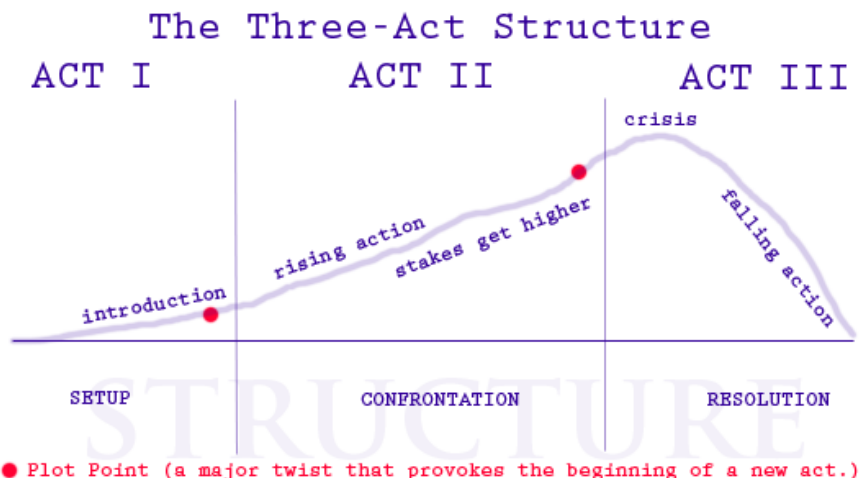 The Three-Act Structure
ACT I
ACT II
ACT III
crisis
rising action
stakes get higher
falling action
introduction
STRUCTURE
SETUP
CONFRONTATION
RESOLUTION
Plot Point (a major twist that provokes the beginning of a new act.)